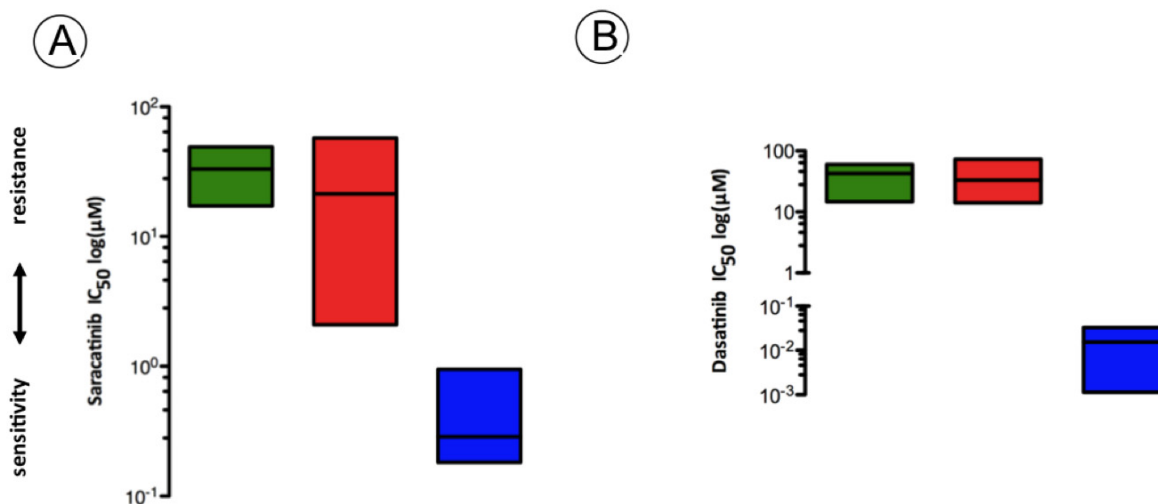 A
B
resistance
sensitivity
Saracatinib IC50 log(μM)
10²
10¹
10⁰
10⁻¹
Dasatinib IC50 log(μM)
100
10
1
10⁻¹
10⁻²
10⁻³